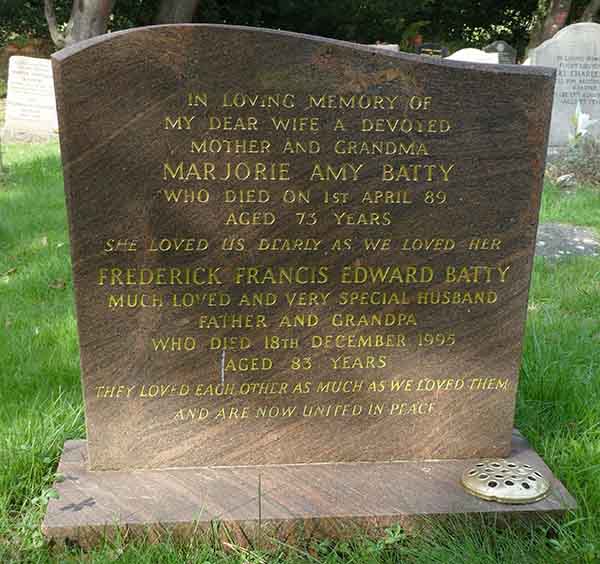 IN LOVING MEMORY OF
MY DEAR WIFE A DEVOTED
MOTHER AND GRANDMA
MARJORIE AMY BATTY
WHO DIED ON 1ST APRIL 89
AGED 73 YEARS
SHE LOVED US DEARLY AS WE LOVED HER
FREDERICK FRANCIS EDWARD BATTY
MUCH LOVED AND VERY SPECIAL HUSBAND
FATHER AND GRANDPA
WHO DIED 18TH DECEMBER 1995
AGED 83 YEARS
THEY LOVED EACH OTHER AS MUCH AS WE LOVED THEM
AND ARE NOW UNITED IN PEACE